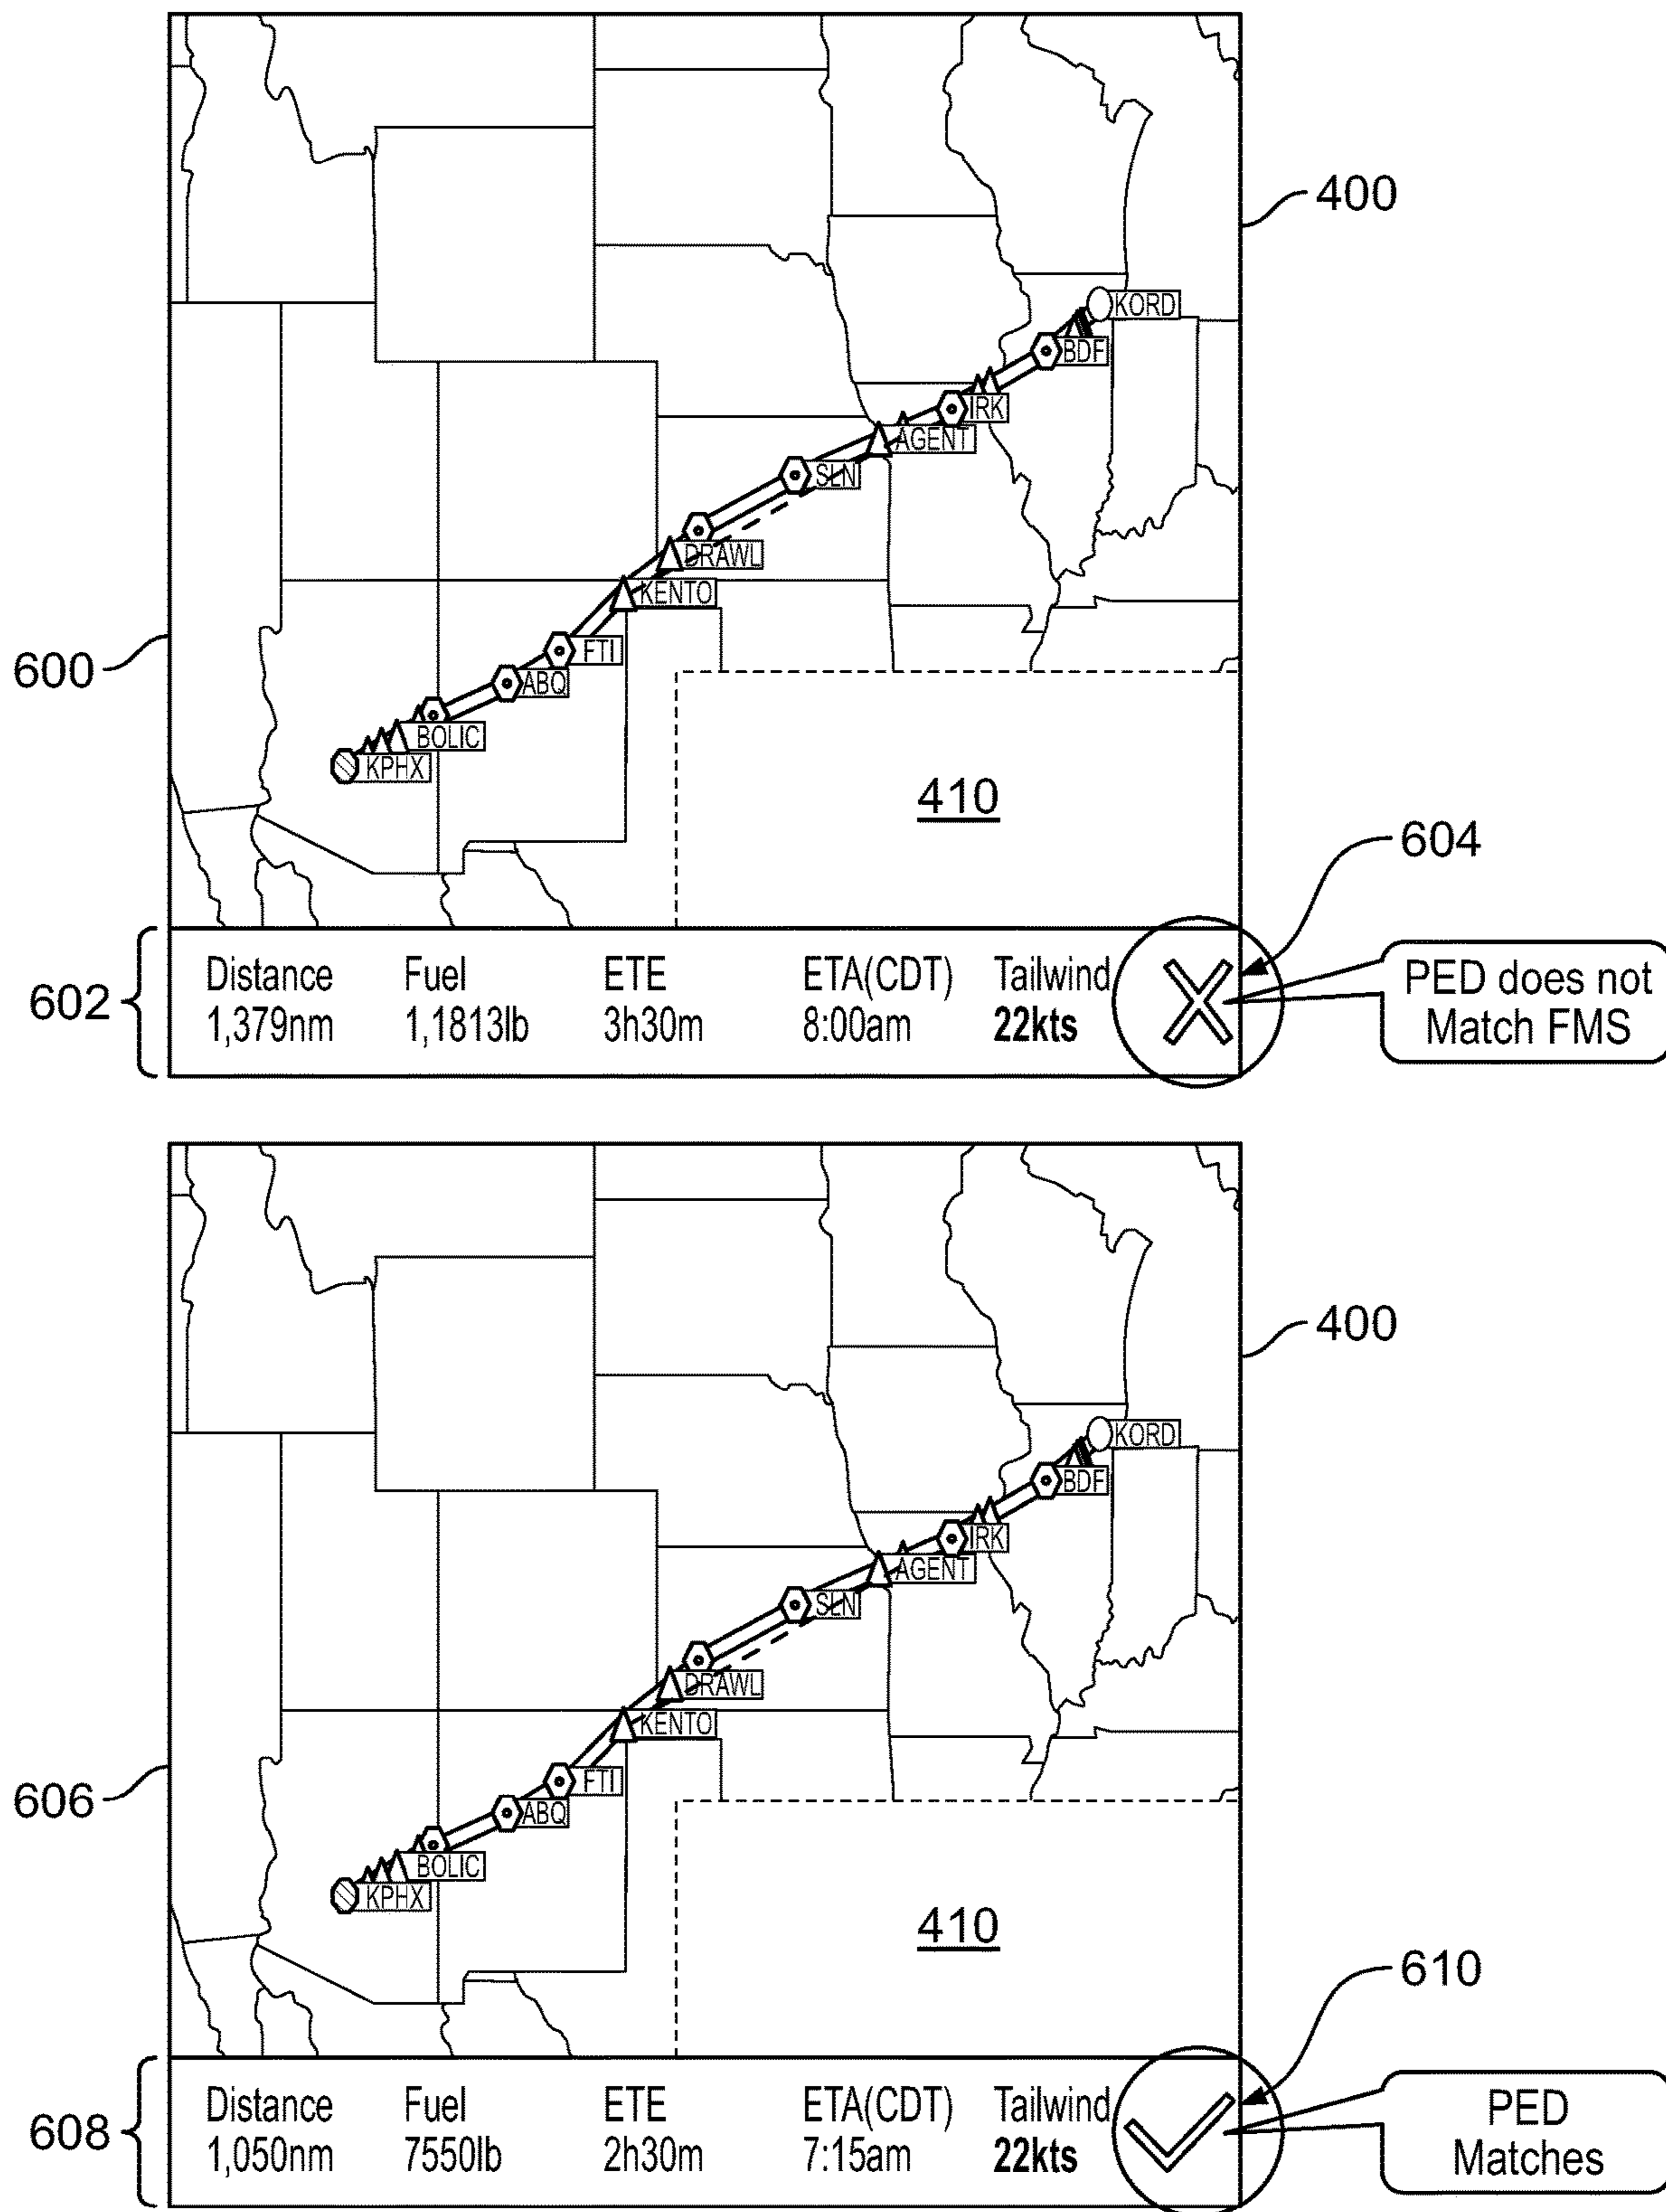 400
KORD
BDF
IRK
AGENT
SLN
DRAWL
KENTO
600
FTI
ABQ
BOLIC
KPHX
410
604
602
Distance Fuel ETE ETA(CDT) Tailwind
1,379nm 1,1813lb 3h30m 8:00am 22kts
PED does not
Match FMS
400
KORD
BDF
IRK
AGENT
SLN
DRAWL
KENTO
606
FTI
ABQ
BOLIC
KPHX
410
610
608
Distance Fuel ETE ETA(CDT) Tailwind
1,050nm 7550lb 2h30m 7:15am 22kts
PED
Matches